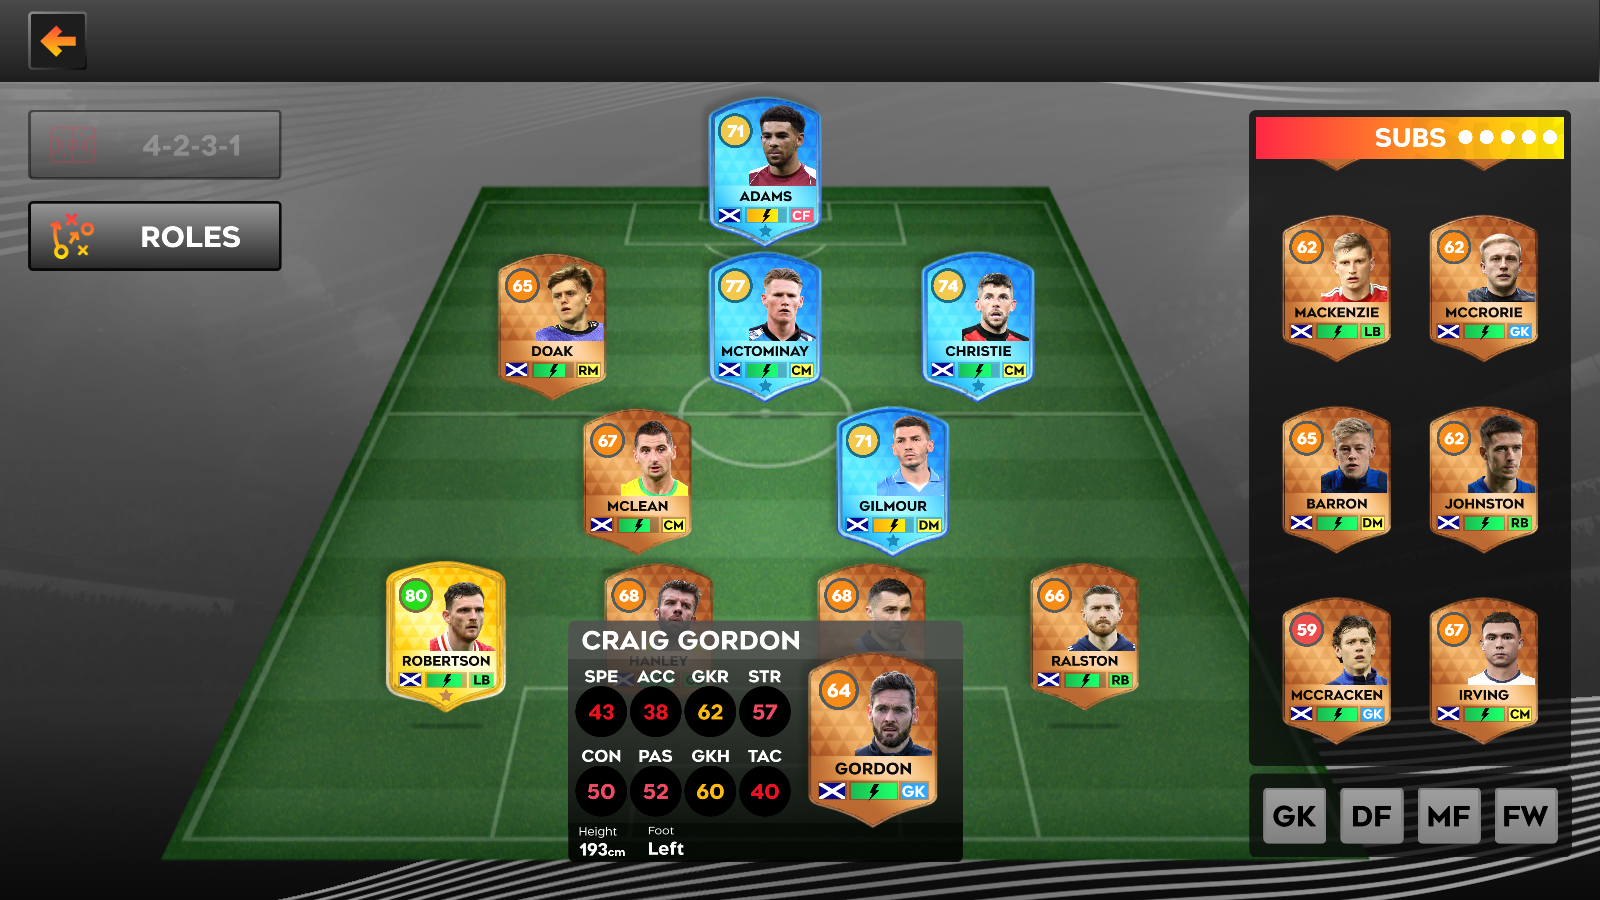 4-2-3-1
ROLES
71
ADAMS
CF
65
DOAK
RM
77
MCTOMINAY
CM
74
CHRISTIE
CM
67
MCLEAN
CM
71
GILMOUR
DM
80
ROBERTSON
LB
68
HANLEY
68
66
RALSTON
RB
CRAIG GORDON
SPE ACC GKR STR
43 38 62 57
CON PAS GKH TAC
50 52 60 40
Height Foot
193cm Left
64
GORDON
GK
SUBS
62
MACKENZIE
LB
62
MCCRORIE
GK
65
BARRON
DM
62
JOHNSTON
RB
59
MCCRACKEN
GK
67
IRVING
CM
GK DF MF FW